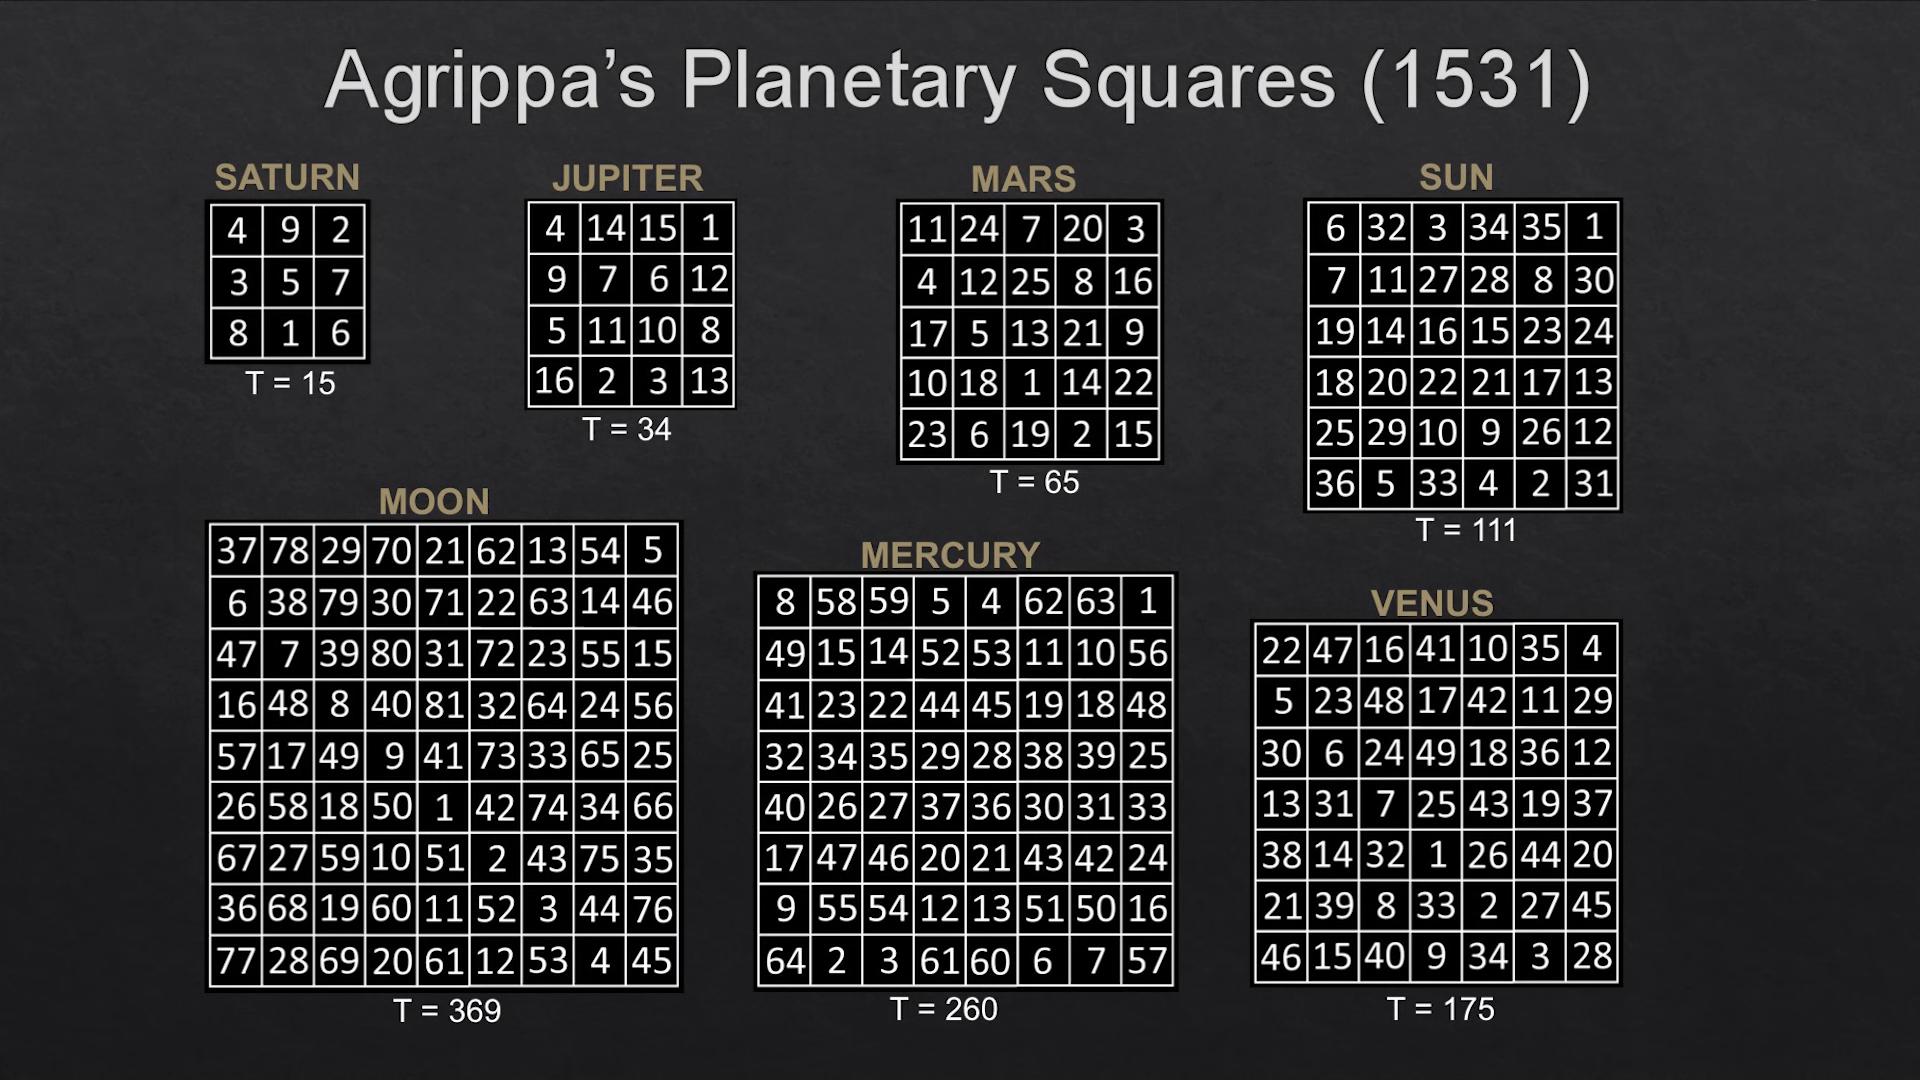 Agrippa’s Planetary Squares (1531)
SATURN
4 9 2
3 5 7
8 1 6
T = 15
JUPITER
4 14 15 1
9 7 6 12
5 11 10 8
16 2 3 13
T = 34
MARS
11 24 7 20 3
4 12 25 8 16
17 5 13 21 9
10 18 1 14 22
23 6 19 2 15
T = 65
SUN
6 32 3 34 35 1
7 11 27 28 8 30
19 14 16 15 23 24
18 20 22 21 17 13
25 29 10 9 26 12
36 5 33 4 2 31
T = 111
MOON
37 78 29 70 21 62 13 54 5
6 38 79 30 71 22 63 14 46
47 7 39 80 31 72 23 55 15
16 48 8 40 81 32 64 24 56
57 17 49 9 41 73 33 65 25
26 58 18 50 1 42 74 34 66
67 27 59 10 51 2 43 75 35
36 68 19 60 11 52 3 44 76
77 28 69 20 61 12 53 4 45
T = 369
MERCURY
8 58 59 5 4 62 63 1
49 15 14 52 53 11 10 56
41 23 22 44 45 19 18 48
32 34 35 29 28 38 39 25
40 26 27 37 36 30 31 33
17 47 46 20 21 43 42 24
9 55 54 12 13 51 50 16
64 2 3 61 60 6 7 57
T = 260
VENUS
22 47 16 41 10 35 4
5 23 48 17 42 11 29
30 6 24 49 18 36 12
13 31 7 25 43 19 37
38 14 32 1 26 44 20
21 39 8 33 2 27 45
46 15 40 9 34 3 28
T = 175